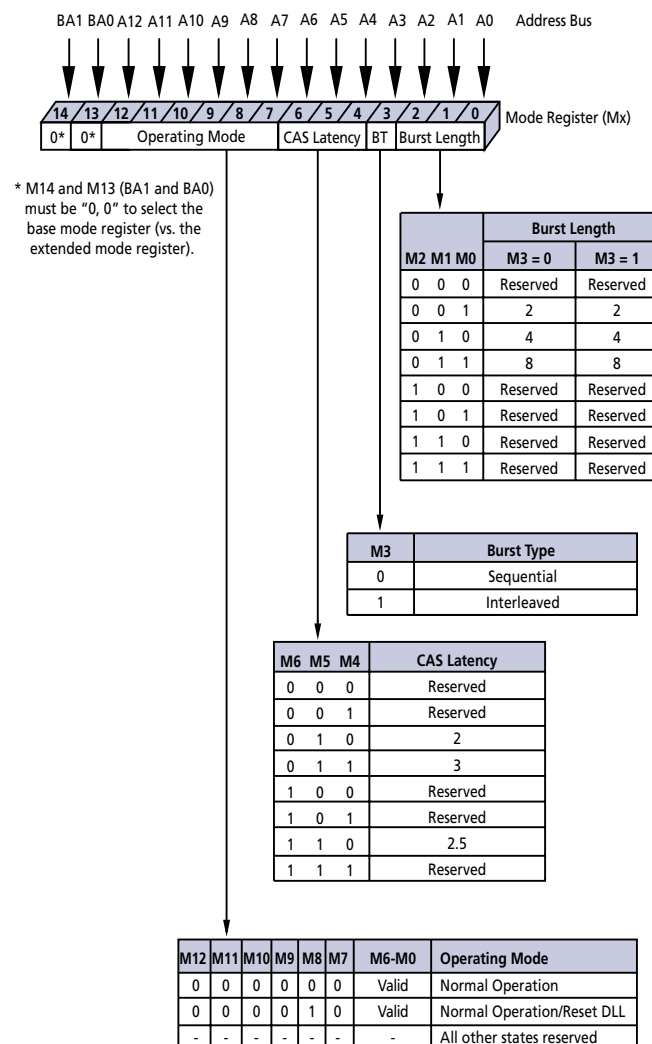 BA1 BA0 A12 A11 A10 A9 A8 A7 A6 A5 A4 A3 A2 A1 A0 Address Bus
14 13 12 11 10 9 8 7 6 5 4 3 2 1 0 Mode Register (Mx)
0* 0* Operating Mode CAS Latency BT Burst Length
* M14 and M13 (BA1 and BA0)
must be “0, 0” to select the
base mode register (vs. the
extended mode register).
Burst Length
M2 M1 M0 M3 = 0 M3 = 1
0 0 0 Reserved Reserved
0 0 1 2 2
0 1 0 4 4
0 1 1 8 8
1 0 0 Reserved Reserved
1 0 1 Reserved Reserved
1 1 0 Reserved Reserved
1 1 1 Reserved Reserved
M3 Burst Type
0 Sequential
1 Interleaved
M6 M5 M4 CAS Latency
0 0 0 Reserved
0 0 1 Reserved
0 1 0 2
0 1 1 3
1 0 0 Reserved
1 0 1 Reserved
1 1 0 2.5
1 1 1 Reserved
M12 M11 M10 M9 M8 M7 M6-M0 Operating Mode
0 0 0 0 0 0 Valid Normal Operation
0 0 0 0 1 0 Valid Normal Operation/Reset DLL
- - - - - - - All other states reserved